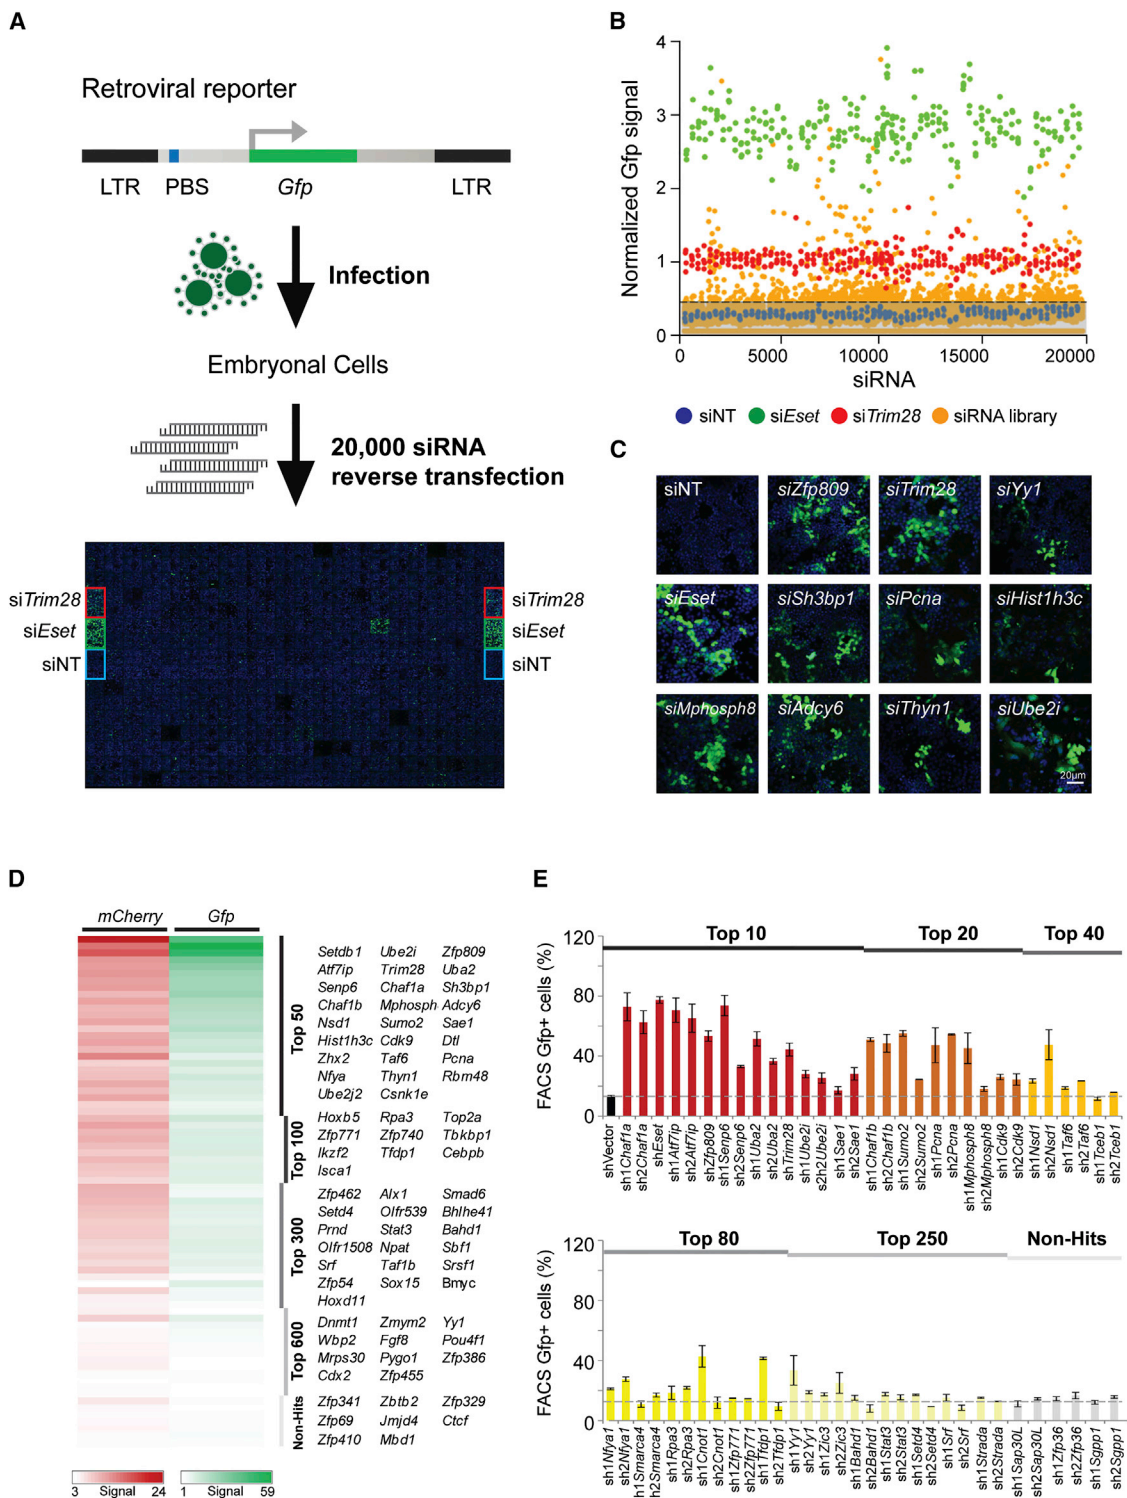 A
Retroviral reporter
LTR PBS Gfp LTR
Infection
Embryonal Cells
20,000 siRNA
reverse transfection
siTrim28 siTrim28
siEset siEset
siNT siNT
B
Normalized Gfp signal
4
3
2
1
0
0 5000 10000 15000 20000
siRNA
siNT siEset siTrim28 siRNA library
C
siNT siZfp809 siTrim28 siYy1
siEset siSh3bp1 siPcna siHist1h3c
siMphosph8 siAdcy6 siThyn1 siUbe2i
20µm
D
mCherry Gfp
Top 50
Setdb1 Ube2i Zfp809
Atf7ip Trim28 Uba2
Senp6 Chaf1a Sh3bp1
Chaf1b Mphosph Adcy6
Nsd1 Sumo2 Sae1
Hist1h3c Cdk9 Dtl
Zhx2 Taf6 Pcna
Nfya Thyn1 Rbm48
Ube2j2 Csnk1e
Top 100
Hoxb5 Rpa3 Top2a
Zfp771 Zfp740 Tbkbp1
Ikzf2 Tfdp1 Cebpb
Isca1
Top 300
Zfp462 Alx1 Smad6
Setd4 Olfr539 Bhlhe41
Prnd Stat3 Bahd1
Olfr1508 Npat Sbf1
Srf Taf1b Srsf1
Zfp54 Sox15 Bmyc
Hoxd11
Top 600
Dnmt1 Zmym2 Yy1
Wbp2 Fgf8 Pou4f1
Mrps30 Pygo1 Zfp386
Cdx2 Zfp455
Non-Hits
Zfp341 Zbtb2 Zfp329
Zfp69 Jmjd4 Ctcf
Zfp410 Mbd1
3 Signal 24
1 Signal 59
E
Top 10 Top 20 Top 40
FACS Gfp+ cells (%)
120
80
40
0
shVector
sh1Chaf1a
sh2Chaf1a
shEset
sh1Atf7ip
sh2Atf7ip
shZfp809
sh1Senp6
sh2Senp6
sh1Uba2
sh2Uba2
shTrim28
sh1Ube2i
s2h2Ube2i
sh1Sae1
sh2Sae1
sh1Chaf1b
sh2Chaf1b
sh1Sumo2
sh2Sumo2
sh1Pcna
sh2Pcna
sh1Mphosph8
sh2Mphosph8
sh1Cdk9
sh2Cdk9
sh1Nsd1
sh2Nsd1
sh1Taf6
sh2Taf6
sh1Tceb1
sh2Tceb1
Top 80 Top 250 Non-Hits
FACS Gfp+ cells (%)
120
80
40
0
sh1Nfya1
sh2Nfya1
h1Smarca4
h2Smarca4
sh1Rpa3
sh2Rpa3
sh1Cnot1
sh2Cnot1
sh1Zfp771
sh2Zfp771
sh1Tfdp1
sh2Tfdp1
sh1Yy1
sh2Yy1
sh1Zic3
sh2Zic3
sh1Bahd1
sh2Bahd1
sh1Stat3
sh2Stat3
sh1Setd4
sh2Setd4
sh1Srf
sh2Srf
sh1Strada
sh2Strada
sh1Sap30L
sh2Sap30L
sh1Zfp36
sh2Zfp36
sh1Sgpp1
sh2Sgpp1